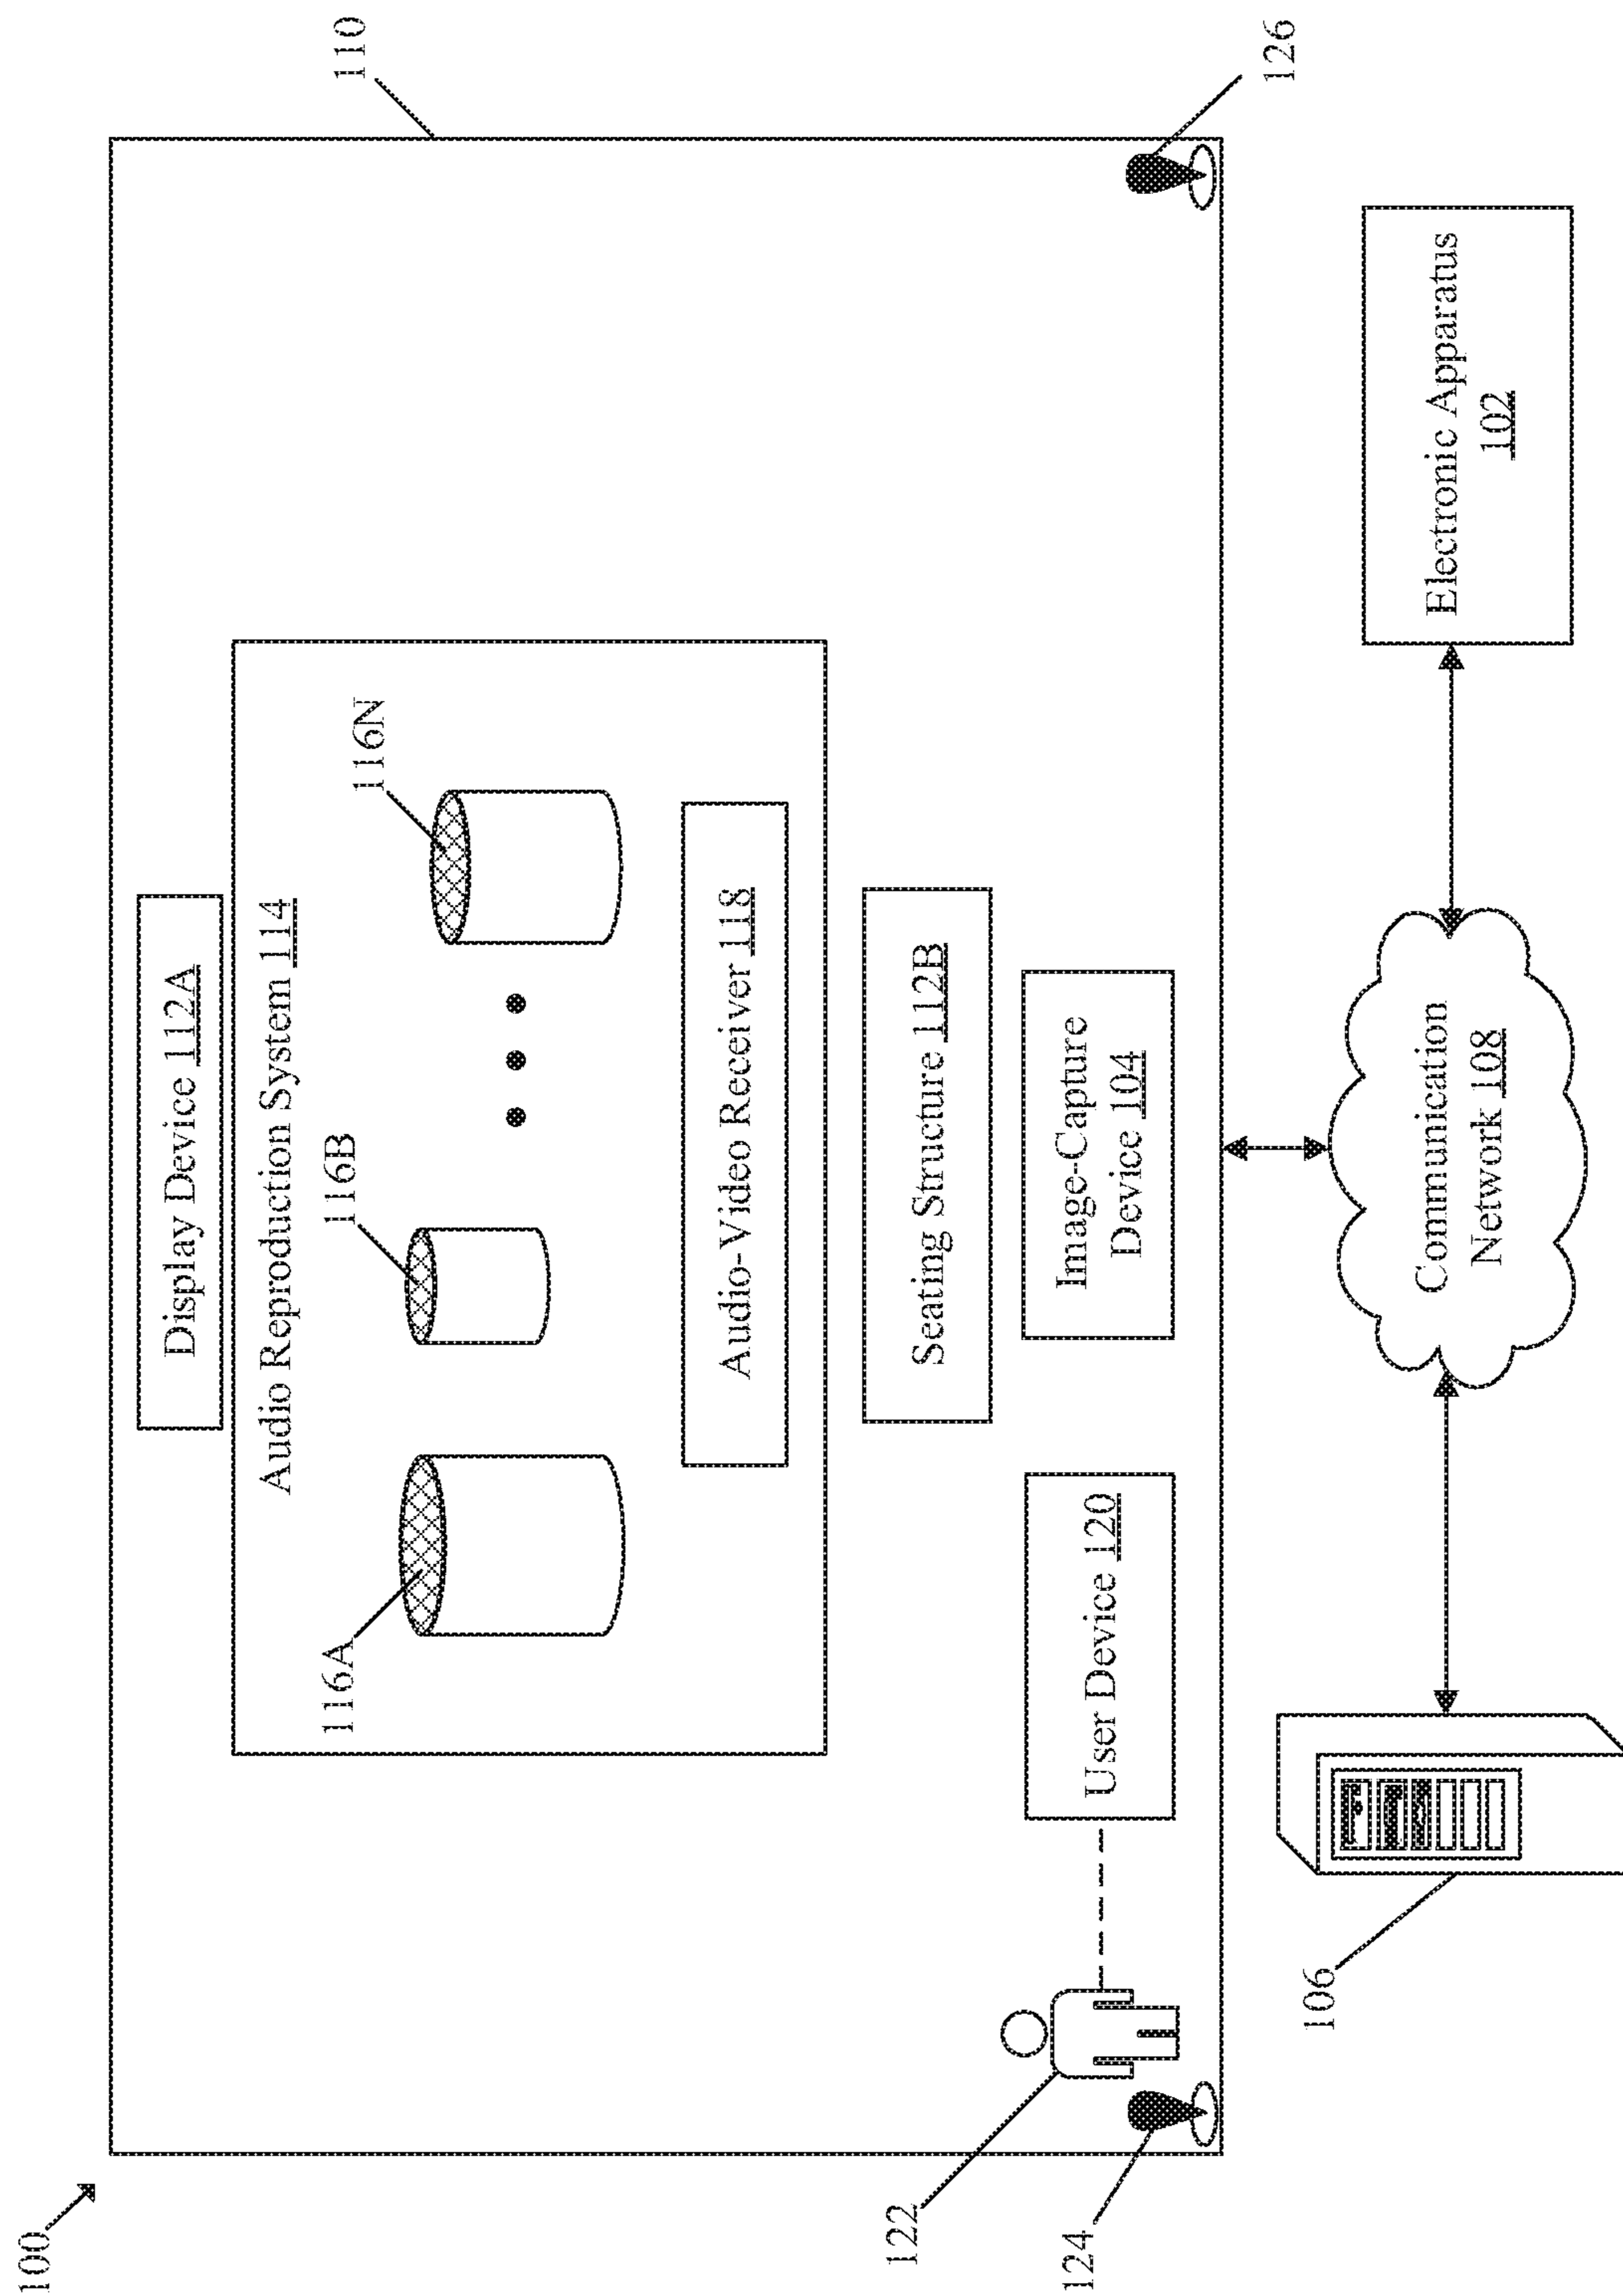 100
110
Display Device 112A
Audio Reproduction System 114
116A
116B
116N
Audio-Video Receiver 118
Seating Structure 112B
User Device 120
Image-Capture
Device 104
122
124
126
106
Communication
Network 108
Electronic Apparatus
102